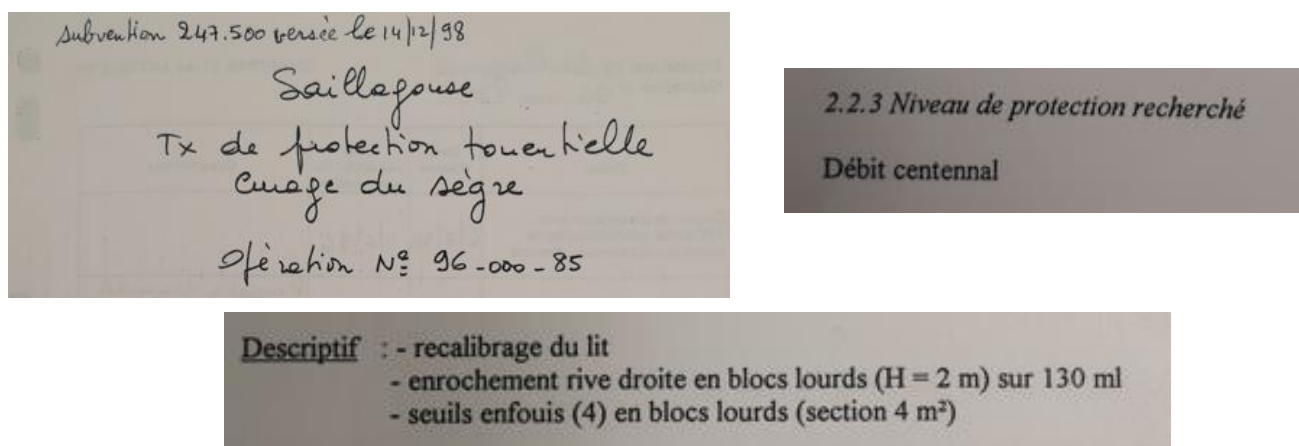 subvention 247.500 versée le 14/12/98
Saillagouse
Tx de protection torrentielle
Curage du sègre
Opération Nº 96-000-85
2.2.3 Niveau de protection recherché
Débit centennal
Descriptif : - recalibrage du lit
- enrochement rive droite en blocs lourds (H = 2 m) sur 130 ml
- seuils enfouis (4) en blocs lourds (section 4 m²)